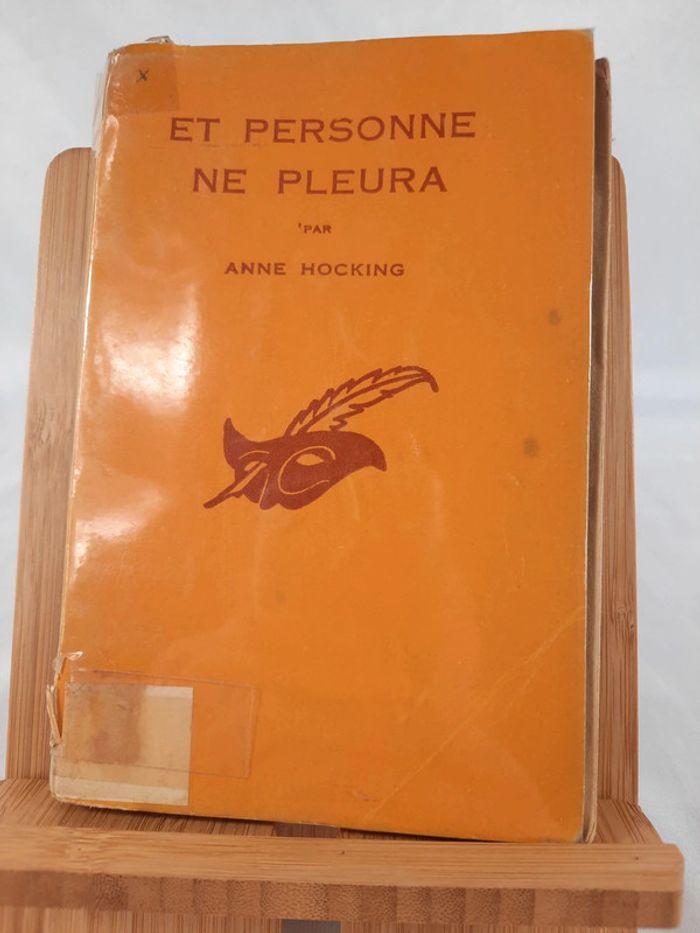 x
ET PERSONNE
NE PLEURA
PAR
ANNE HOCKING